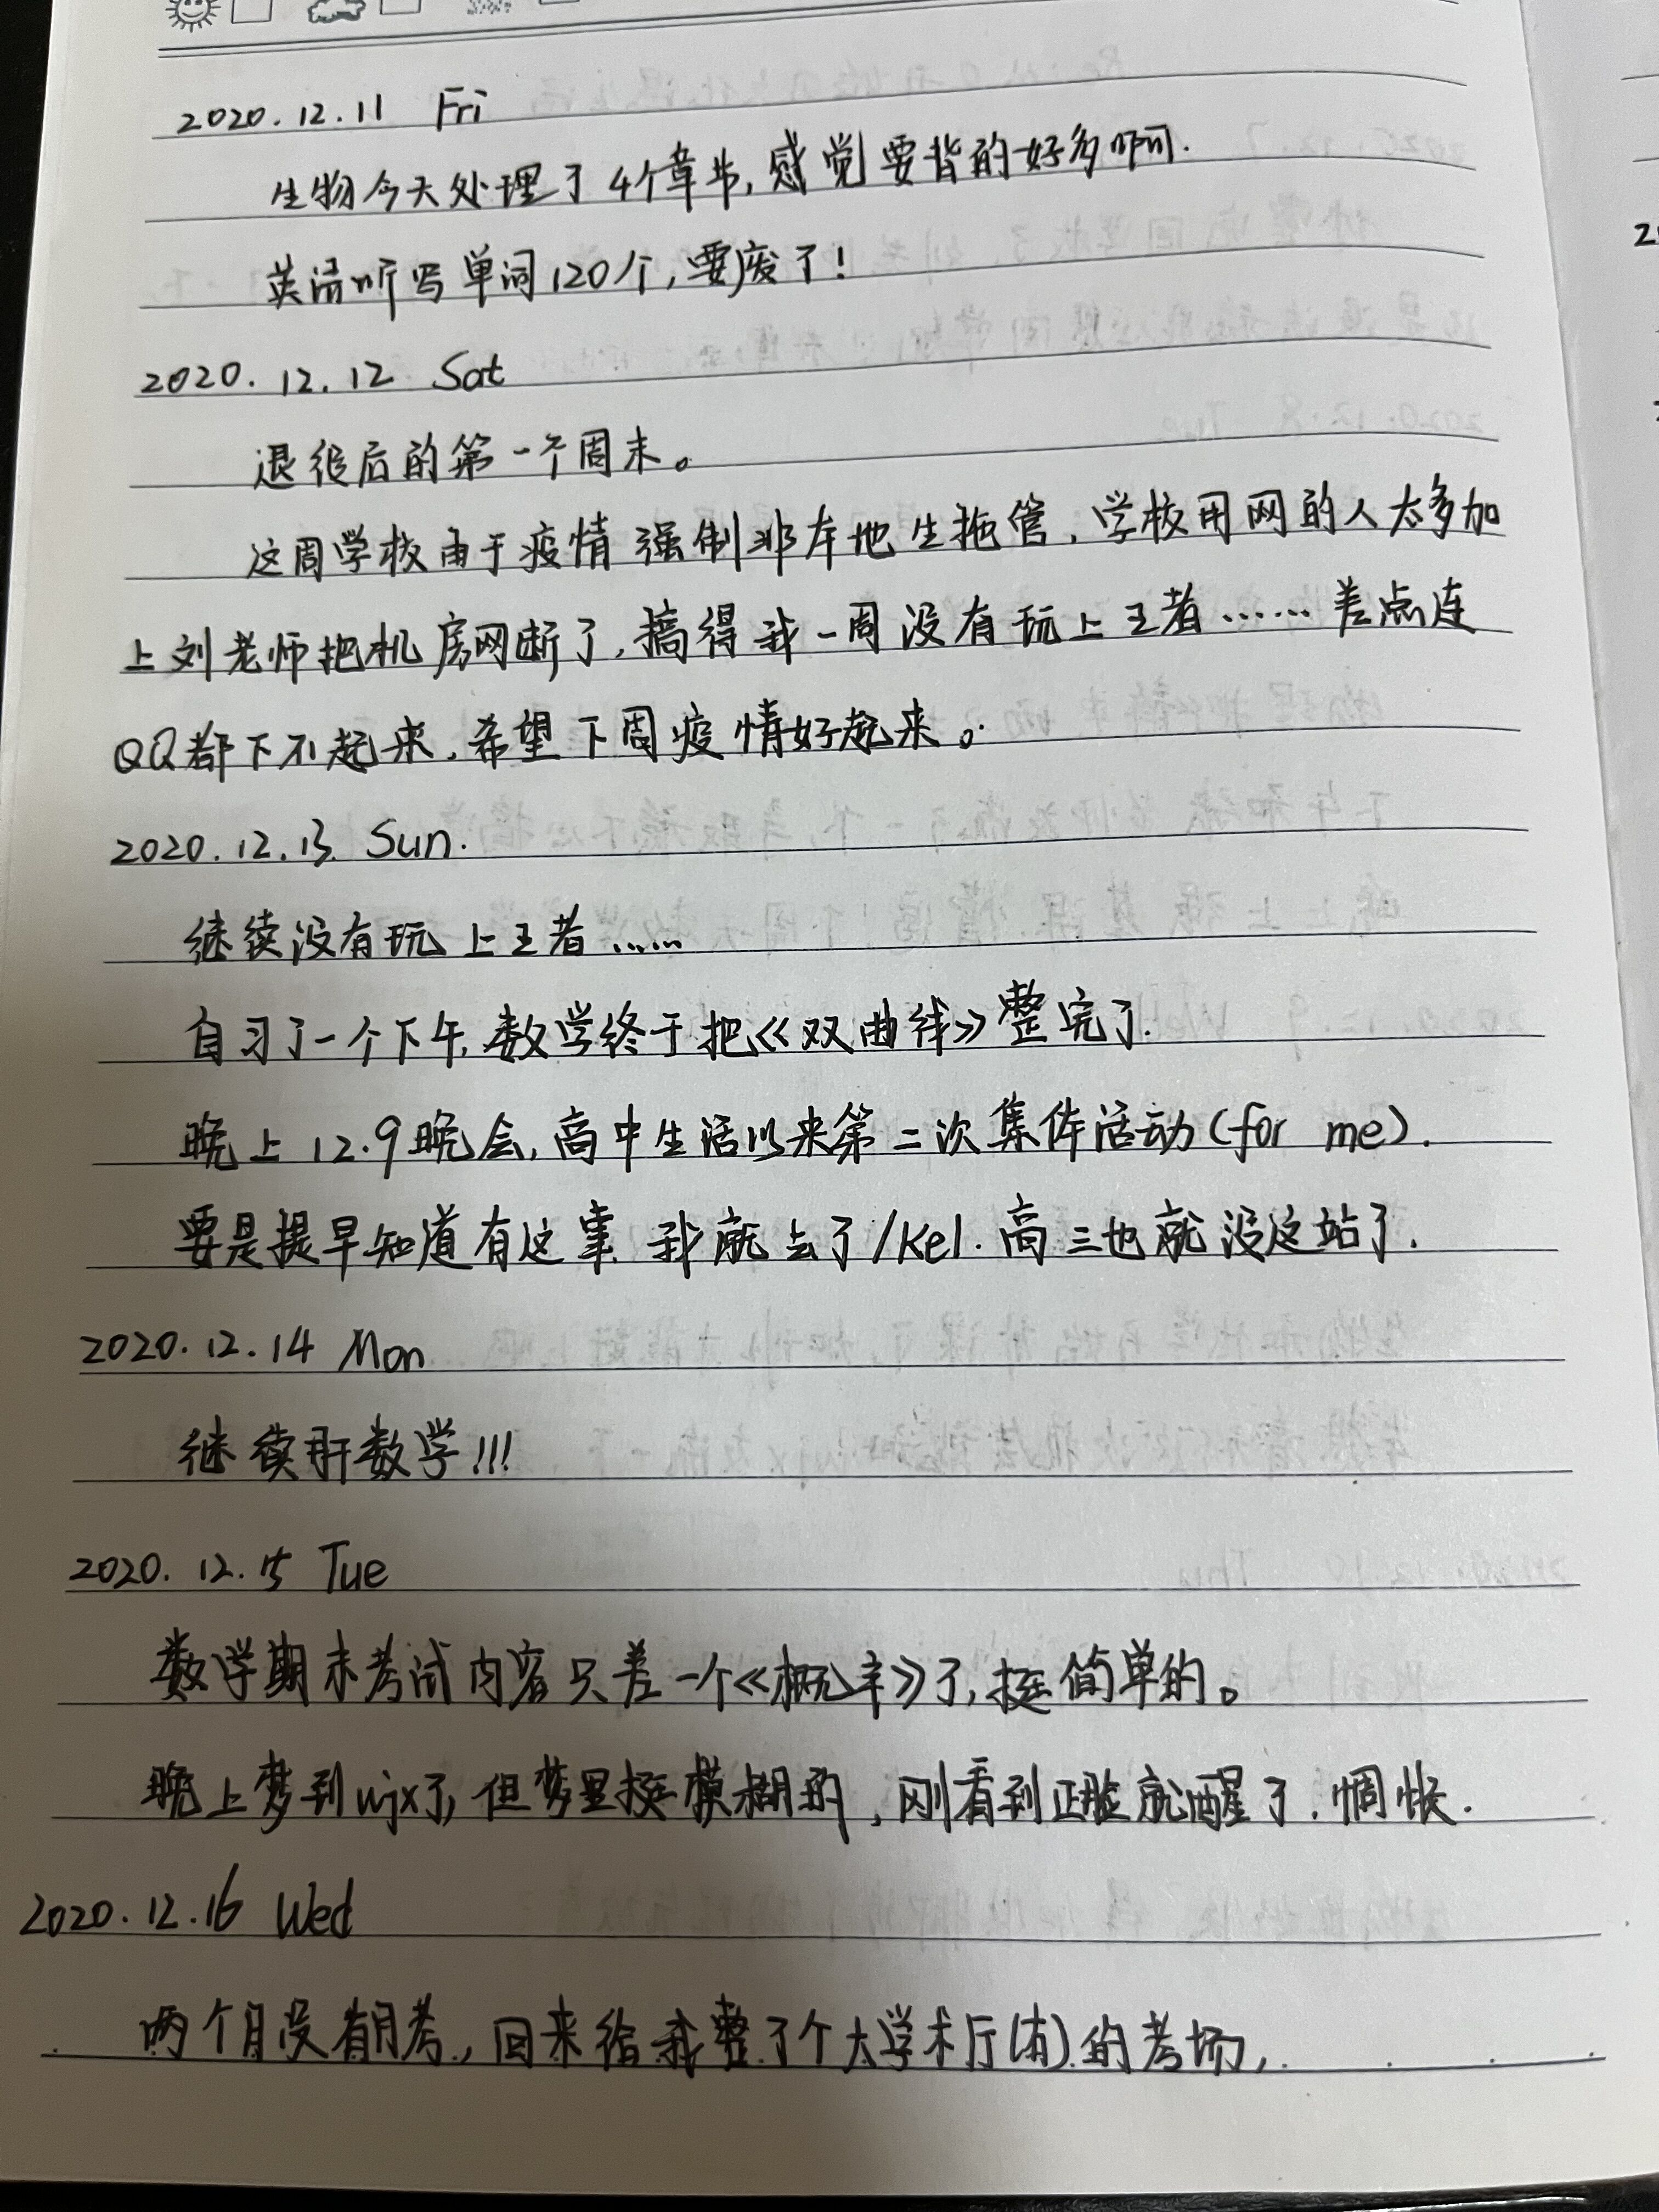 2020.12.11 Fri
生物今天处理了4个章节,感觉要背的好多啊.
英语听写单词120个,要废了!
2020.12.12 Sat
退役后的第一个周末。
这周学校由于疫情强制非本地生拖管,学校用网的人太多加
上刘老师把机房网断了,搞得我一周没有玩上王者……差点连
QQ都下不起来,希望下周疫情好起来。
2020.12.13. Sun.
继续没有玩上王者……
自习了一个下午,数学终于把《双曲线》整完了.
晚上12.9晚会,高中生活以来第二次集体活动(for me).
要是提早知道有这事,我就去了/kel.高三也就没这站了.
2020.12.14 Mon
继续肝数学!!!
2020.12.15 Tue
数学期末考试内容只差一个《概率》了,挺简单的。
晚上梦到wjx了,但梦里挺模糊的,刚看到正脸就醒了.惆怅.
2020.12.16 Wed
两个月没有月考,回来给我整了个大学术厅(南)的考场,
2